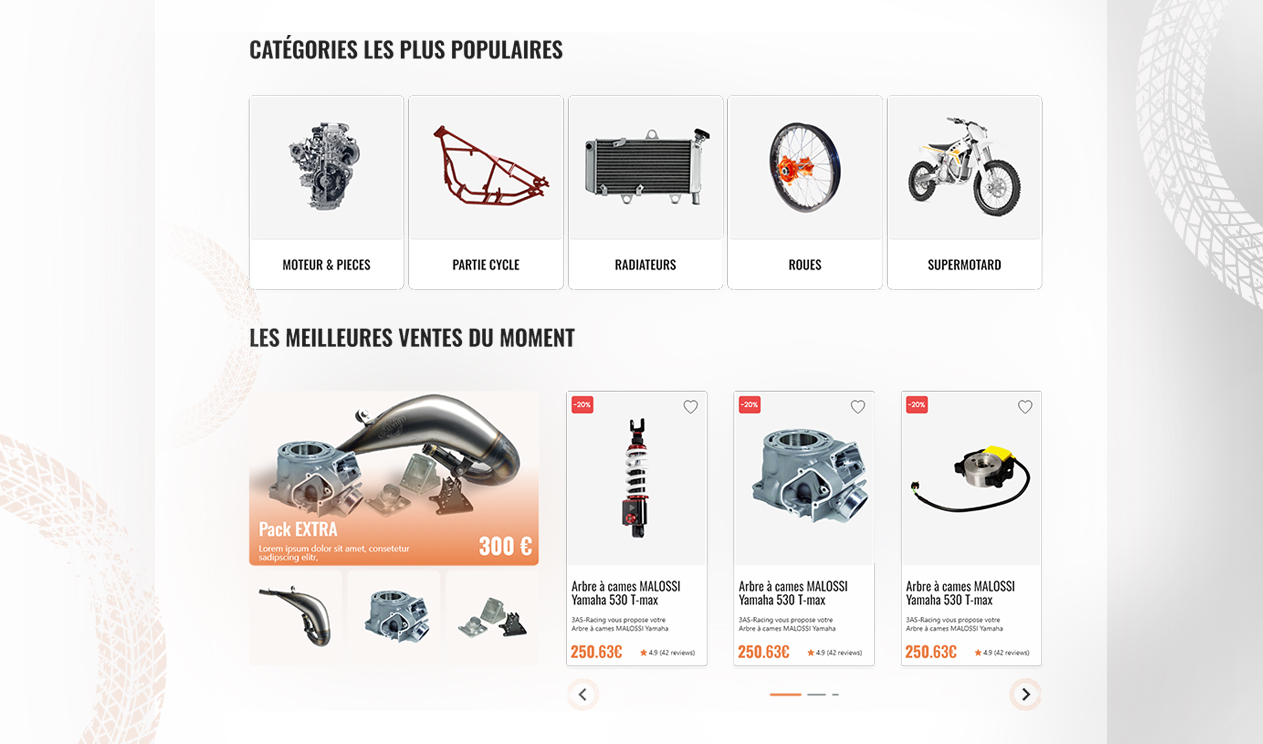 CATÉGORIES LES PLUS POPULAIRES
MOTEUR & PIECES
PARTIE CYCLE
RADIATEURS
ROUES
SUPERMOTARD
LES MEILLEURES VENTES DU MOMENT
Pack EXTRA
Lorem ipsum dolor sit amet, consetetur
sadipscing elitr,
300 €
-20%
Arbre à cames MALOSSI
Yamaha 530 T-max
3AS-Racing vous propose votre
Arbre à cames MALOSSI Yamaha
250.63€
4.9 (42 reviews)
-20%
Arbre à cames MALOSSI
Yamaha 530 T-max
3AS-Racing vous propose votre
Arbre à cames MALOSSI Yamaha
250.63€
4.9 (42 reviews)
-20%
Arbre à cames MALOSSI
Yamaha 530 T-max
3AS-Racing vous propose votre
Arbre à cames MALOSSI Yamaha
250.63€
4.9 (42 reviews)